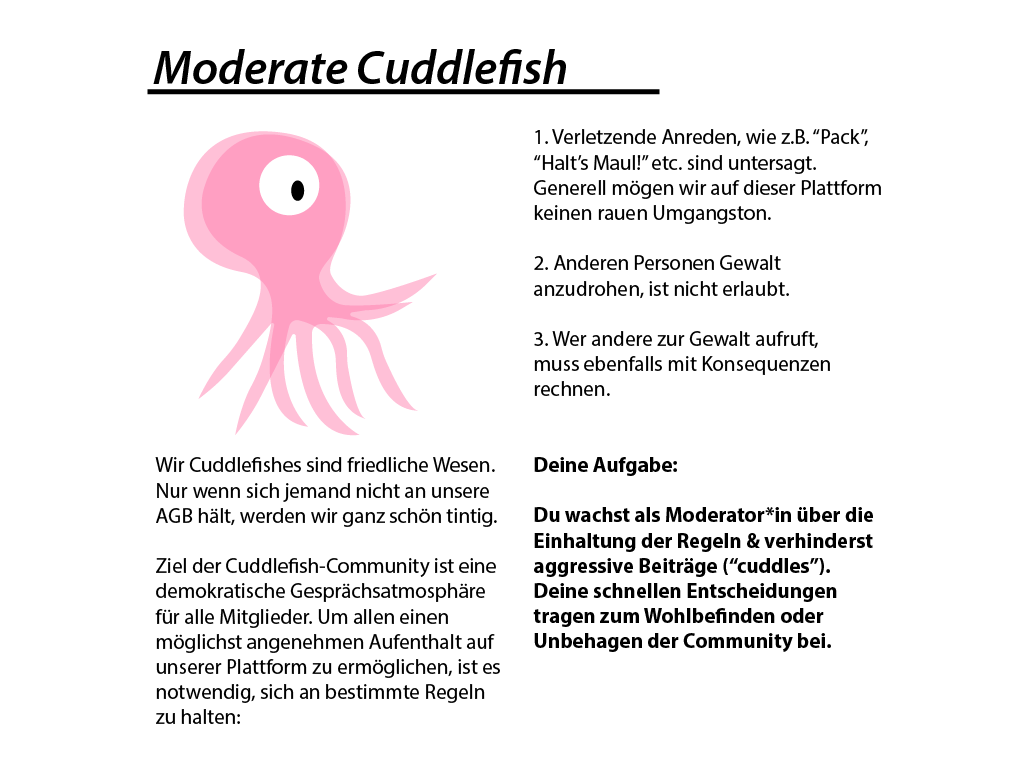 Moderate Cuddlefish
Wir Cuddlefishes sind friedliche Wesen.
Nur wenn sich jemand nicht an unsere
AGB hält, werden wir ganz schön tintig.
Ziel der Cuddlefish-Community ist eine
demokratische Gesprächsatmosphäre
für alle Mitglieder. Um allen einen
möglichst angenehmen Aufenthalt auf
unserer Plattform zu ermöglichen, ist es
notwendig, sich an bestimmte Regeln
zu halten:
1. Verletzende Anreden, wie z.B. “Pack”,
“Halt’s Maul!” etc. sind untersagt.
Generell mögen wir auf dieser Plattform
keinen rauen Umgangston.
2. Anderen Personen Gewalt
anzudrohen, ist nicht erlaubt.
3. Wer andere zur Gewalt aufruft,
muss ebenfalls mit Konsequenzen
rechnen.
Deine Aufgabe:
Du wachst als Moderator*in über die
Einhaltung der Regeln & verhinderst
aggressive Beiträge (“cuddles”).
Deine schnellen Entscheidungen
tragen zum Wohlbefinden oder
Unbehagen der Community bei.